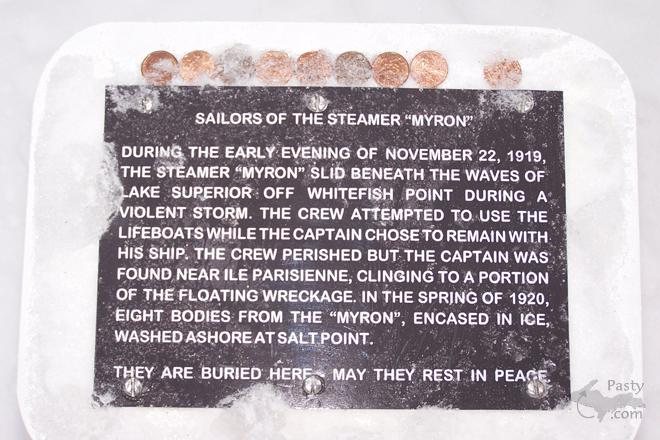 SAILORS OF THE STEAMER "MYRON"
DURING THE EARLY EVENING OF NOVEMBER 22, 1919,
THE STEAMER "MYRON" SLID BENEATH THE WAVES OF
LAKE SUPERIOR OFF WHITEFISH POINT DURING A
VIOLENT STORM. THE CREW ATTEMPTED TO USE THE
LIFEBOATS WHILE THE CAPTAIN CHOSE TO REMAIN WITH
HIS SHIP. THE CREW PERISHED BUT THE CAPTAIN WAS
FOUND NEAR ILE PARISIENNE, CLINGING TO A PORTION
OF THE FLOATING WRECKAGE. IN THE SPRING OF 1920,
EIGHT BODIES FROM THE "MYRON", ENCASED IN ICE,
WASHED ASHORE AT SALT POINT.
THEY ARE BURIED HERE - MAY THEY REST IN PEACE
Pasty
.com